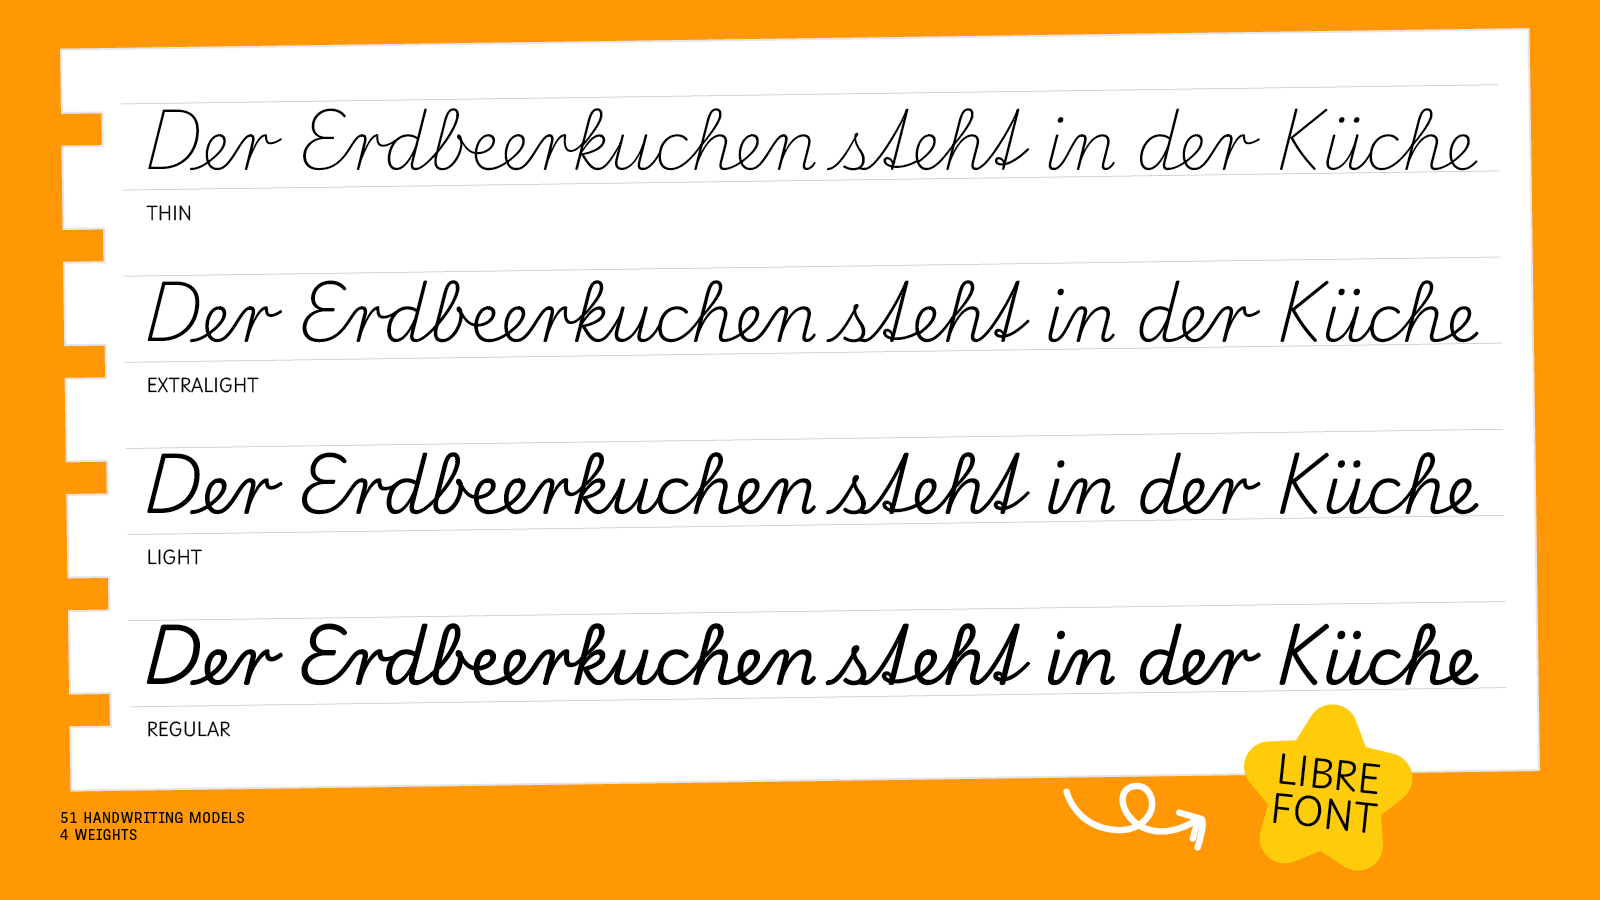 Der Erdbeerkuchen steht in der Küche
THIN
Der Erdbeerkuchen steht in der Küche
EXTRALIGHT
Der Erdbeerkuchen steht in der Küche
LIGHT
Der Erdbeerkuchen steht in der Küche
REGULAR
LIBRE
FONT
51 HANDWRITING MODELS
4 WEIGHTS